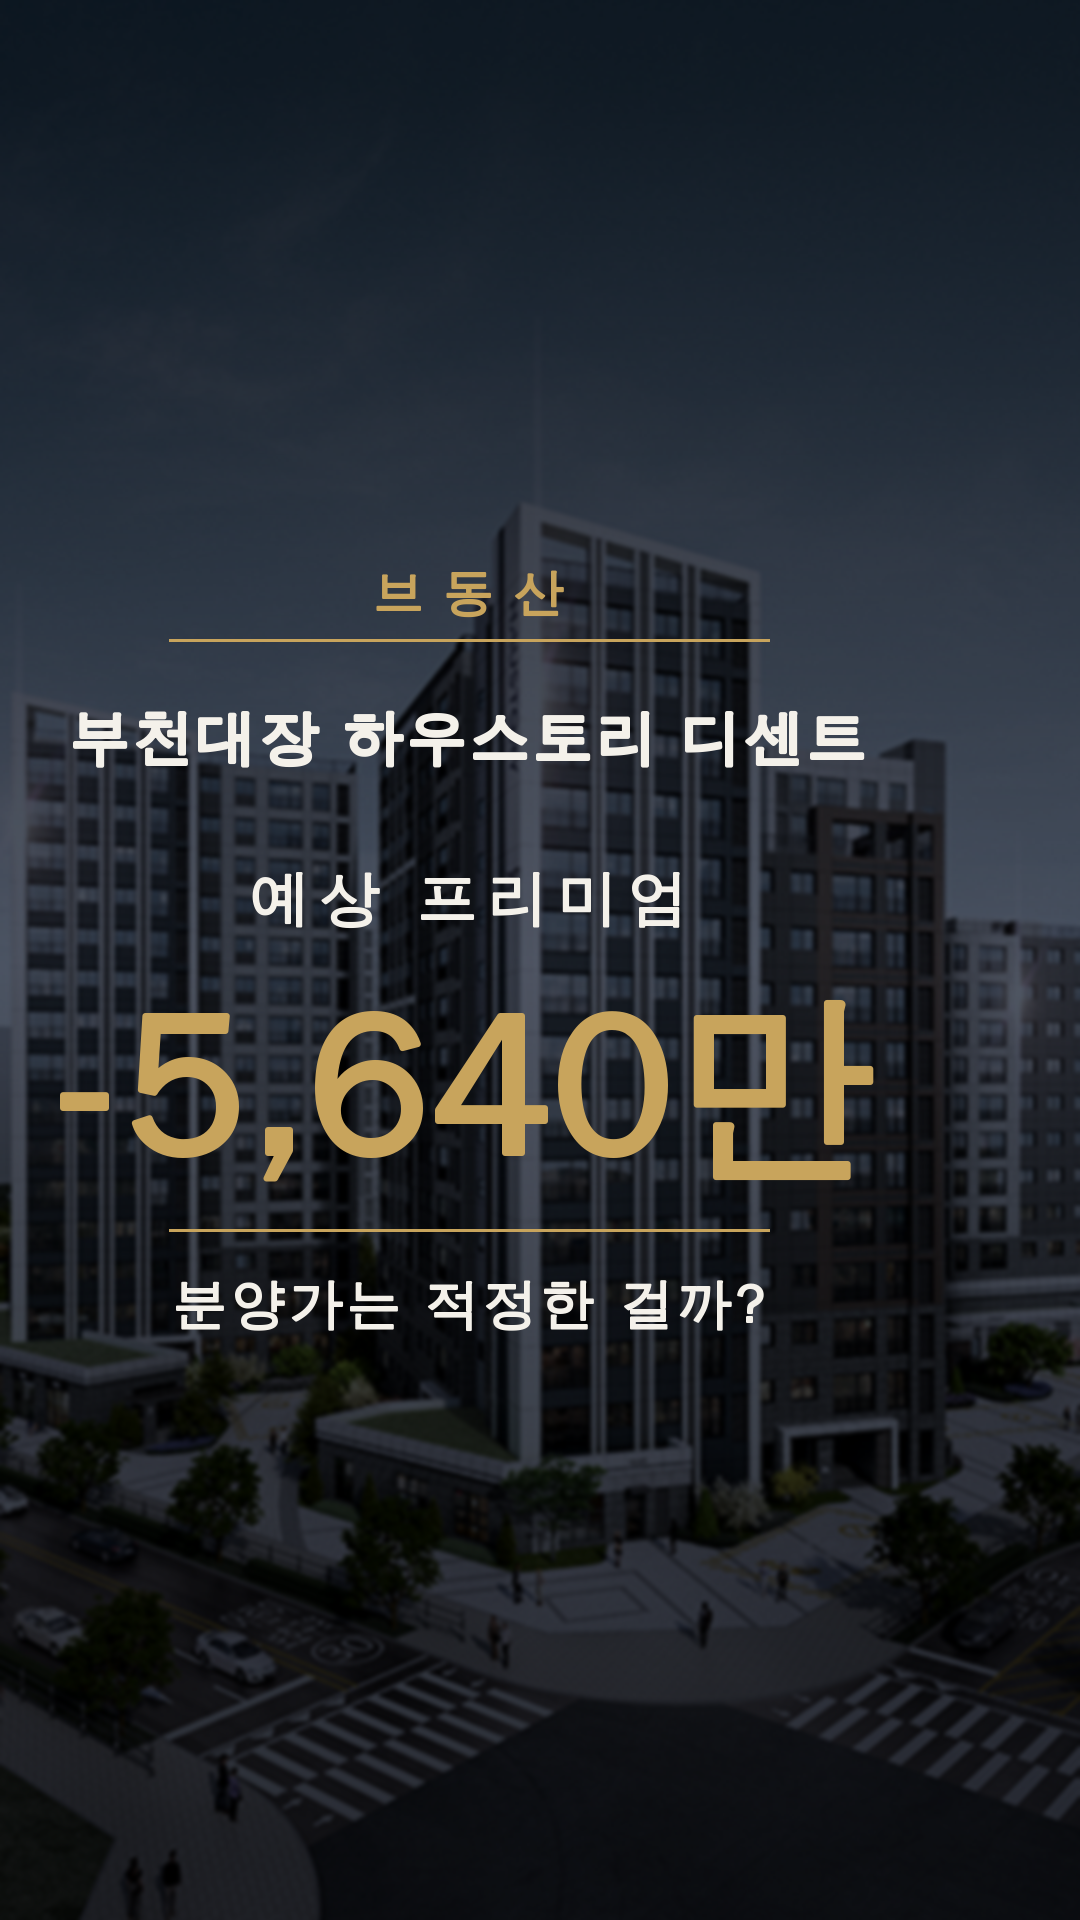 브동산
부천대장 하우스토리 디센트
예상 프리미엄
-5,640만
분양가는 적정한 걸까?